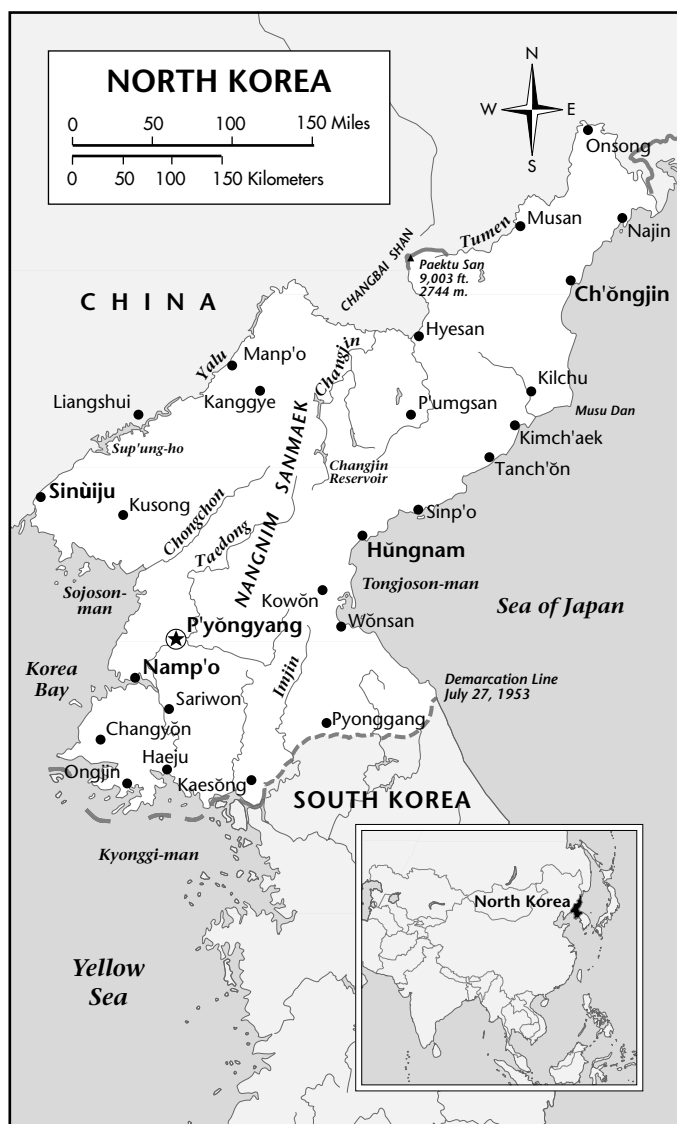 NORTH KOREA
0 50 100 150 Miles
0 50 100 150 Kilometers
N
W E
S
Onsong
Musan
Najin
Tumen
CHANGBAI SHAN
Paektu San
9,003 ft.
2744 m.
Ch'ŏngjin
CHINA
Hyesan
Yalu
Manp'o
Changjin
Kilchu
Kanggye
Liangshui
P'umgsan
Musu Dan
Kimch'aek
Sup'ung-ho
NANGNIM SANMAEK
Changjin
Reservoir
Tanch'ŏn
Sinùiju
Kusong
Chongchon
Sinp'o
Taedong
Hŭngnam
Sojoson-
man
Kowŏn
Tongjoson-man
Sea of Japan
P'yŏngyang
Wŏnsan
Korea
Bay
Namp'o
Imjin
Demarcation Line
July 27, 1953
Sariwon
Pyonggang
Changyŏn
Haeju
Ongjin
Kaesŏng
SOUTH KOREA
Kyonggi-man
North Korea
Yellow
Sea